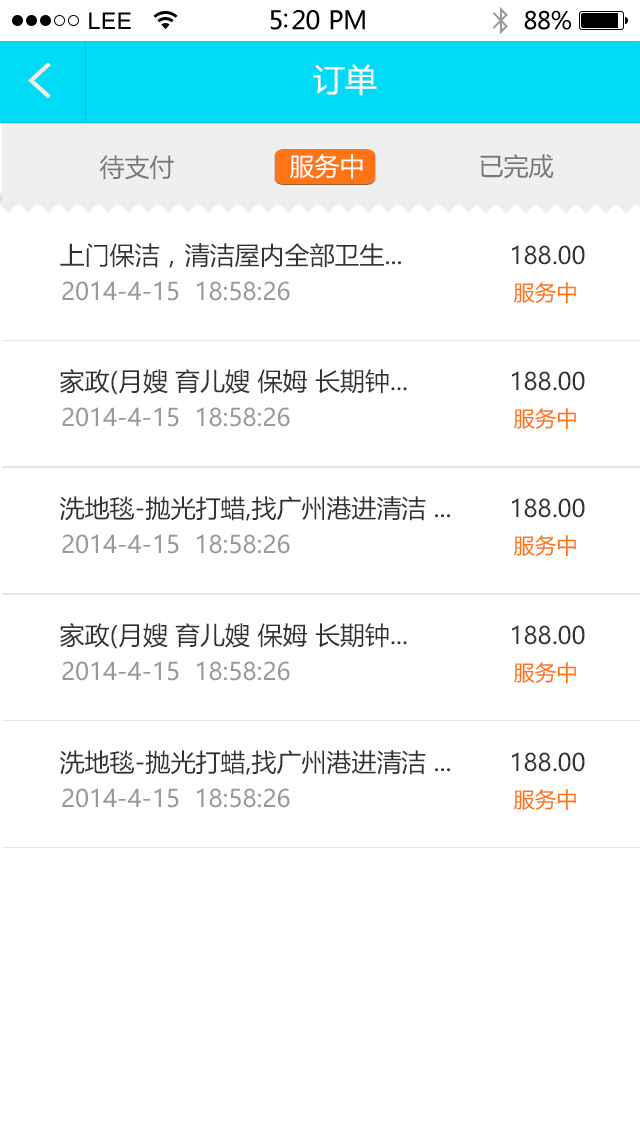 LEE 5:20 PM 88%
订单
待支付 服务中 已完成
上门保洁，清洁屋内全部卫生... 188.00
2014-4-15 18:58:26 服务中
家政(月嫂 育儿嫂 保姆 长期钟... 188.00
2014-4-15 18:58:26 服务中
洗地毯-抛光打蜡,找广州港进清洁 ... 188.00
2014-4-15 18:58:26 服务中
家政(月嫂 育儿嫂 保姆 长期钟... 188.00
2014-4-15 18:58:26 服务中
洗地毯-抛光打蜡,找广州港进清洁 ... 188.00
2014-4-15 18:58:26 服务中